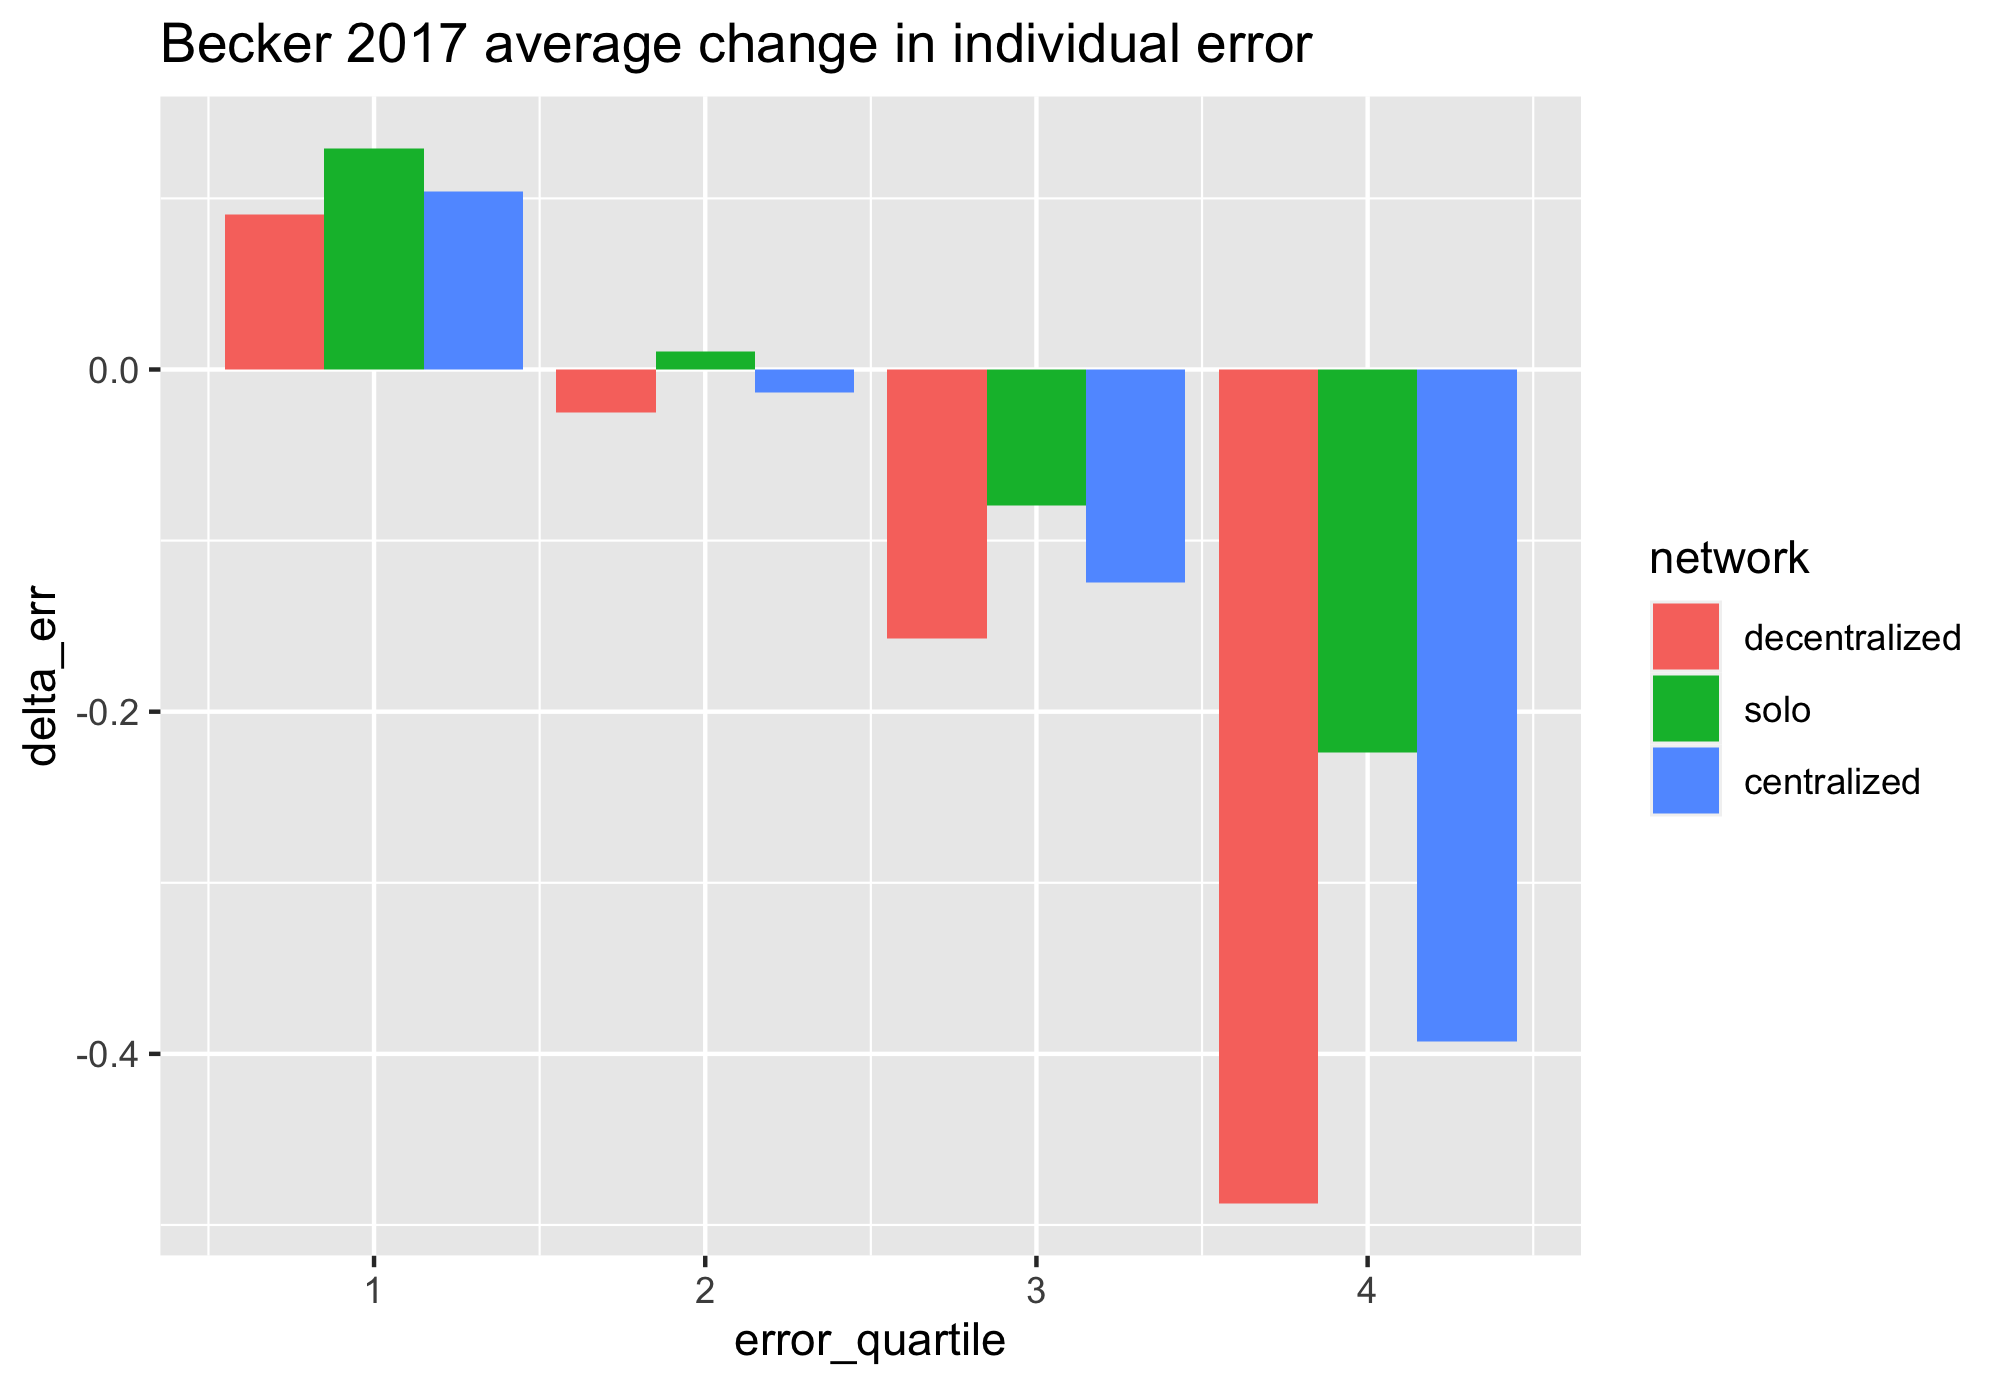 Becker 2017 average change in individual error
0.0
-0.2
-0.4
delta_err
1 2 3 4
error_quartile
network
decentralized
solo
centralized